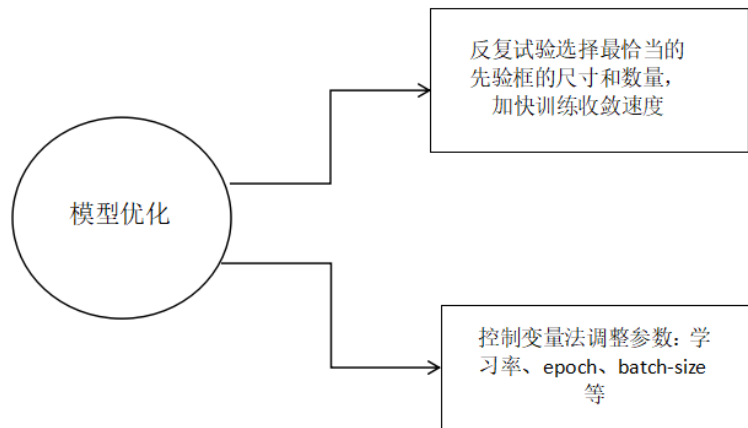 反复试验选择最恰当的
先验框的尺寸和数量，
加快训练收敛速度
模型优化
控制变量法调整参数：学
习率、epoch、batch-size
等